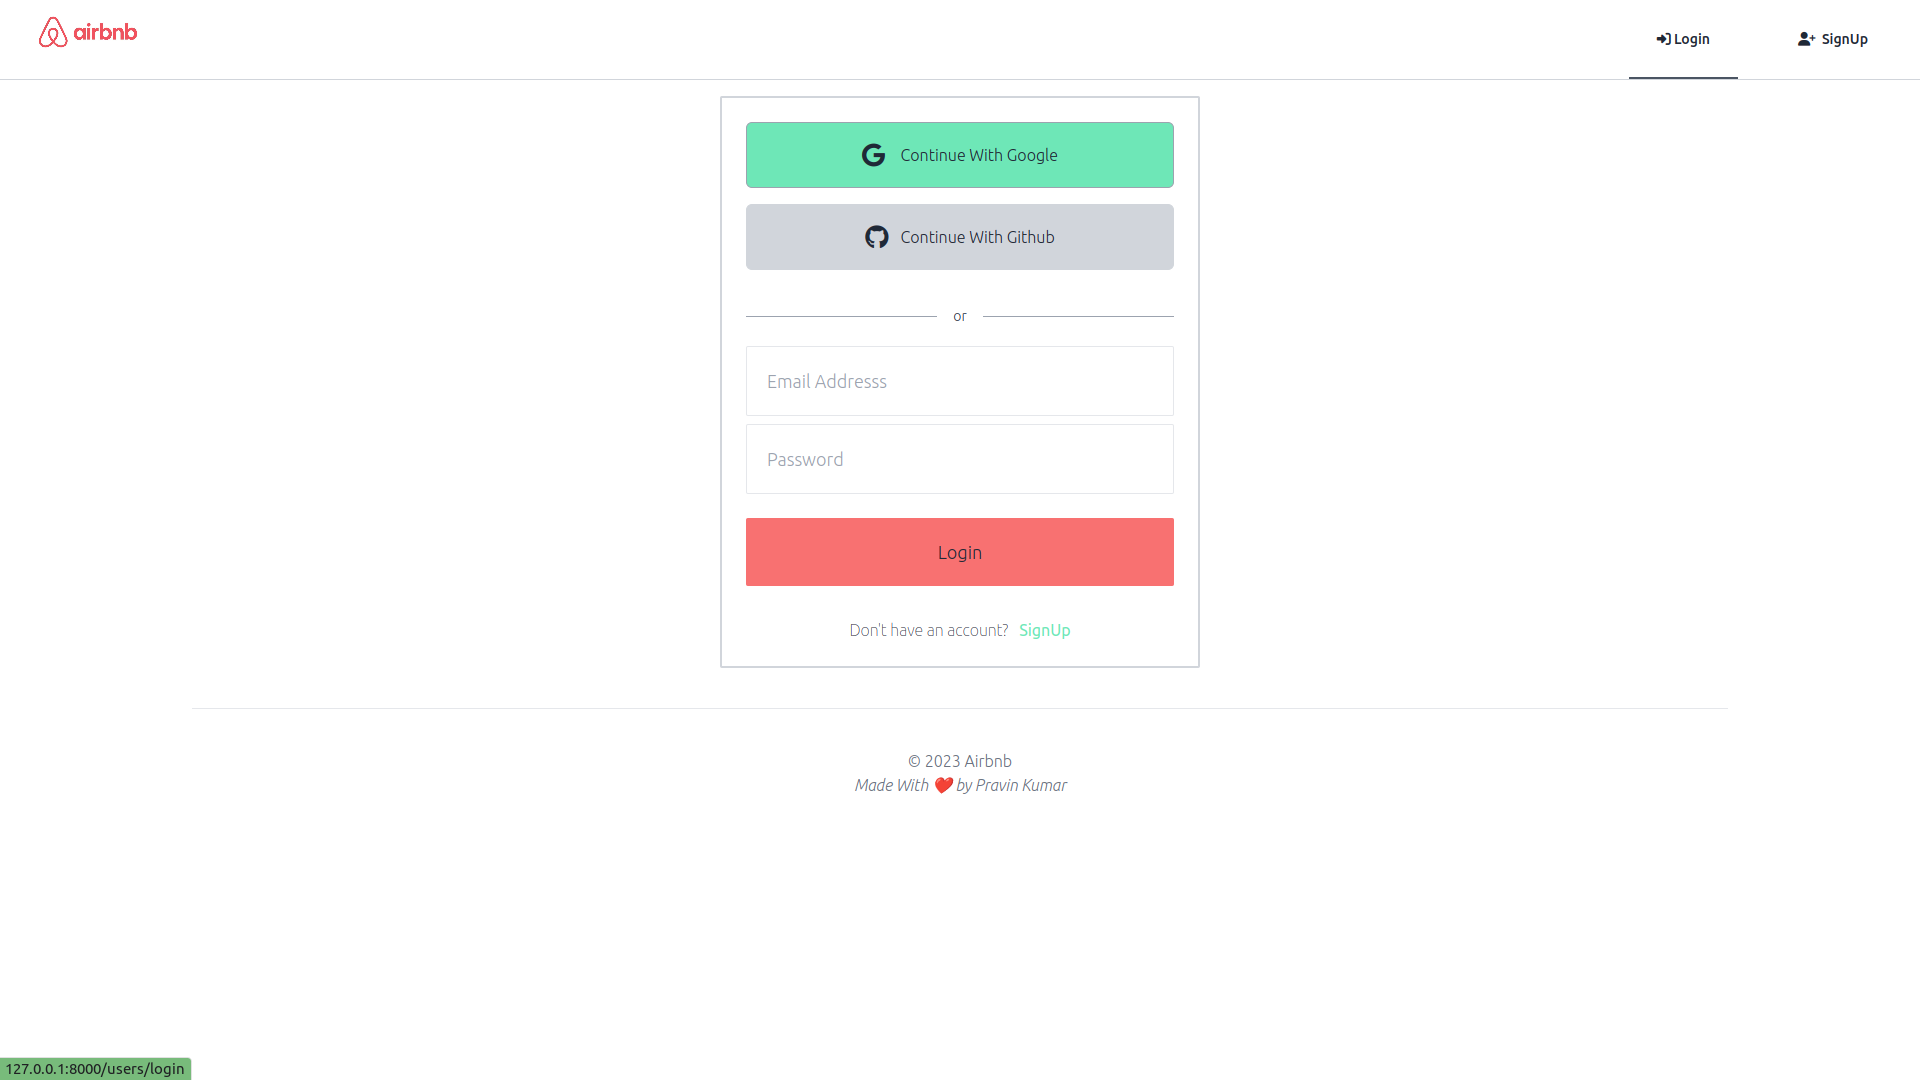 airbnb
Login
SignUp
Continue With Google
Continue With Github
or
Email Addresss
Password
Login
Don't have an account? SignUp
© 2023 Airbnb
Made With ❤️ by Pravin Kumar
127.0.0.1:8000/users/login